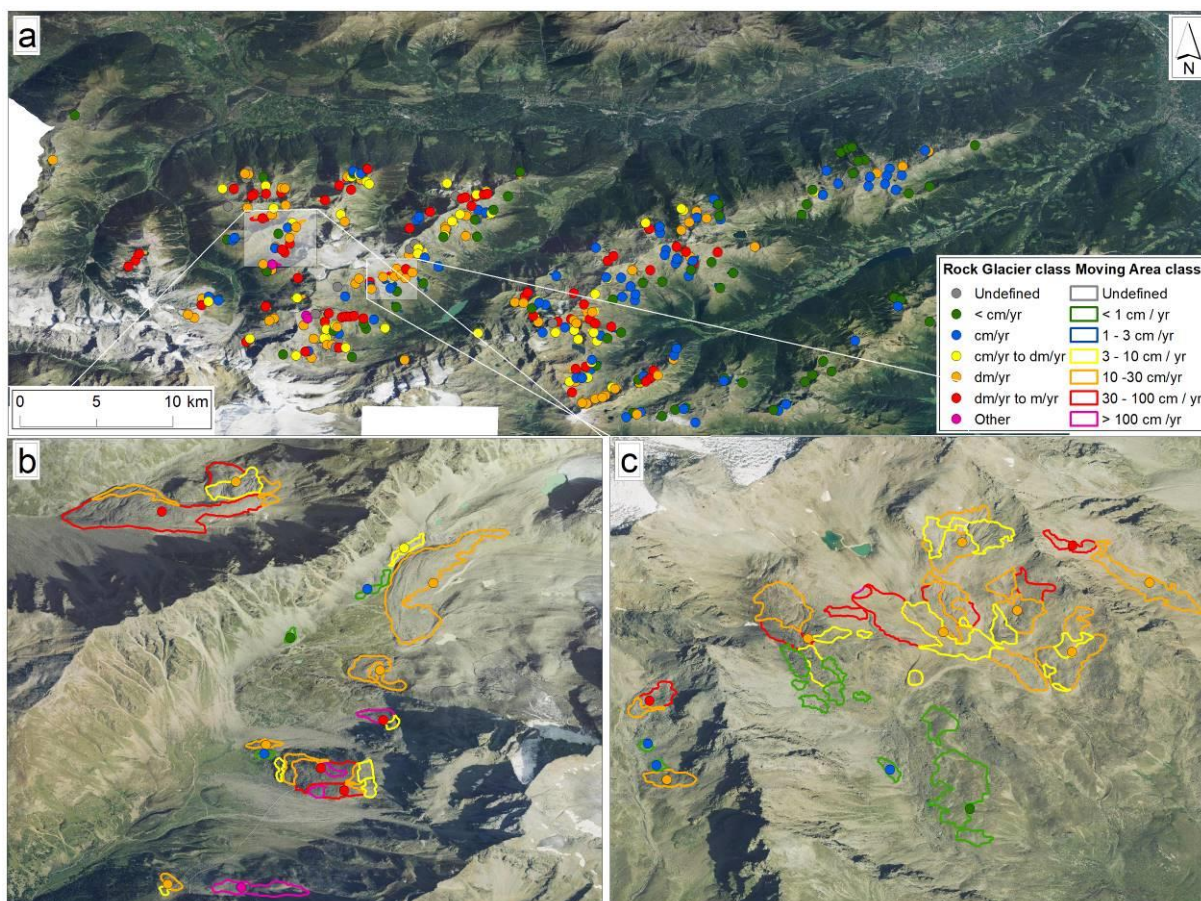 a
N
Rock Glacier class Moving Area class
Undefined Undefined
< cm/yr < 1 cm / yr
cm/yr 1 - 3 cm /yr
cm/yr to dm/yr 3 - 10 cm / yr
dm/yr 10 -30 cm/yr
dm/yr to m/yr 30 - 100 cm / yr
Other > 100 cm /yr
0 5 10 km
b
c